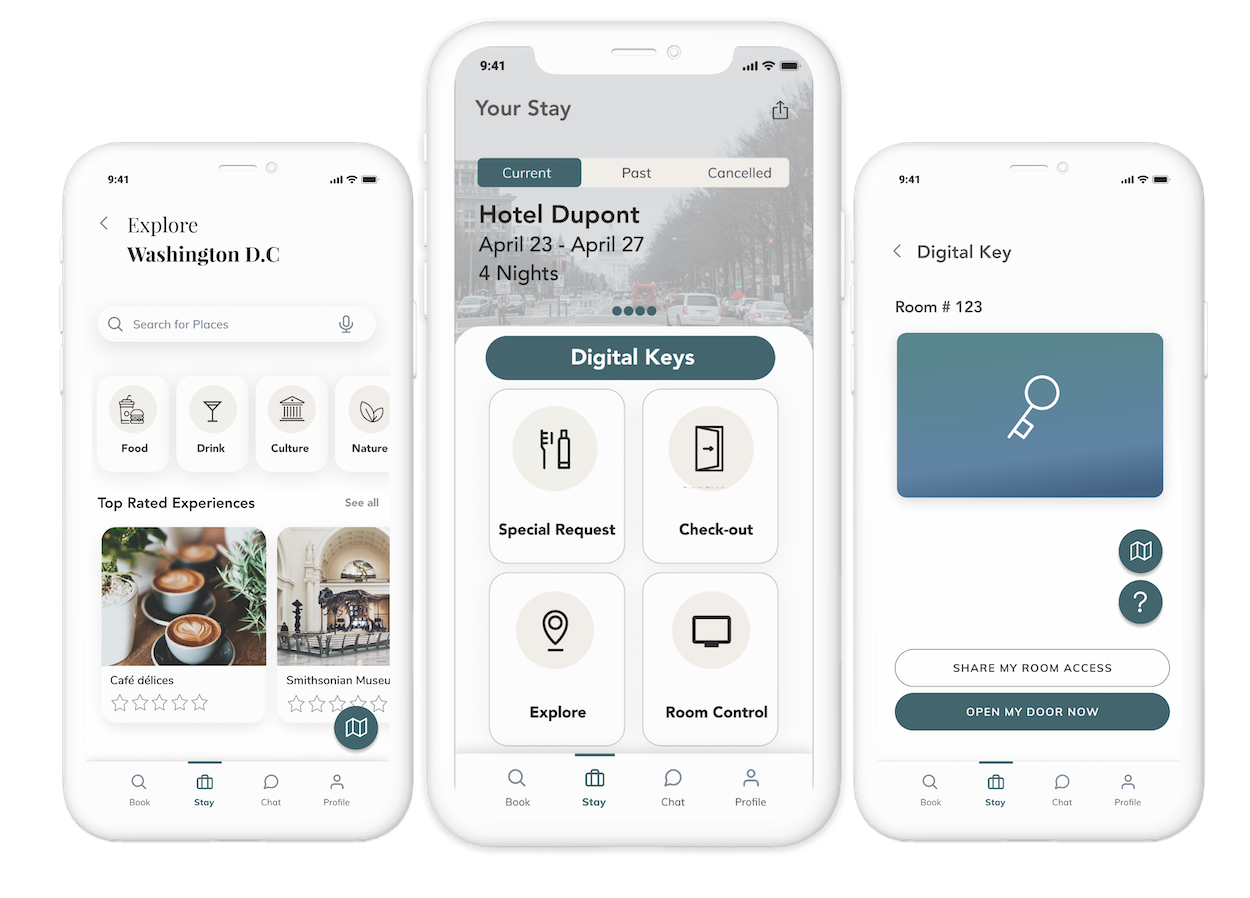 9:41
Explore
Washington D.C
Search for Places
Food
Drink
Culture
Nature
Top Rated Experiences
See all
Café délices
Smithsonian Museu
Book
Stay
Chat
Profile
9:41
Your Stay
Current
Past
Cancelled
Hotel Dupont
April 23 - April 27
4 Nights
Digital Keys
Special Request
Check-out
Explore
Room Control
Book
Stay
Chat
Profile
9:41
Digital Key
Room # 123
?
SHARE MY ROOM ACCESS
OPEN MY DOOR NOW
Book
Stay
Chat
Profile